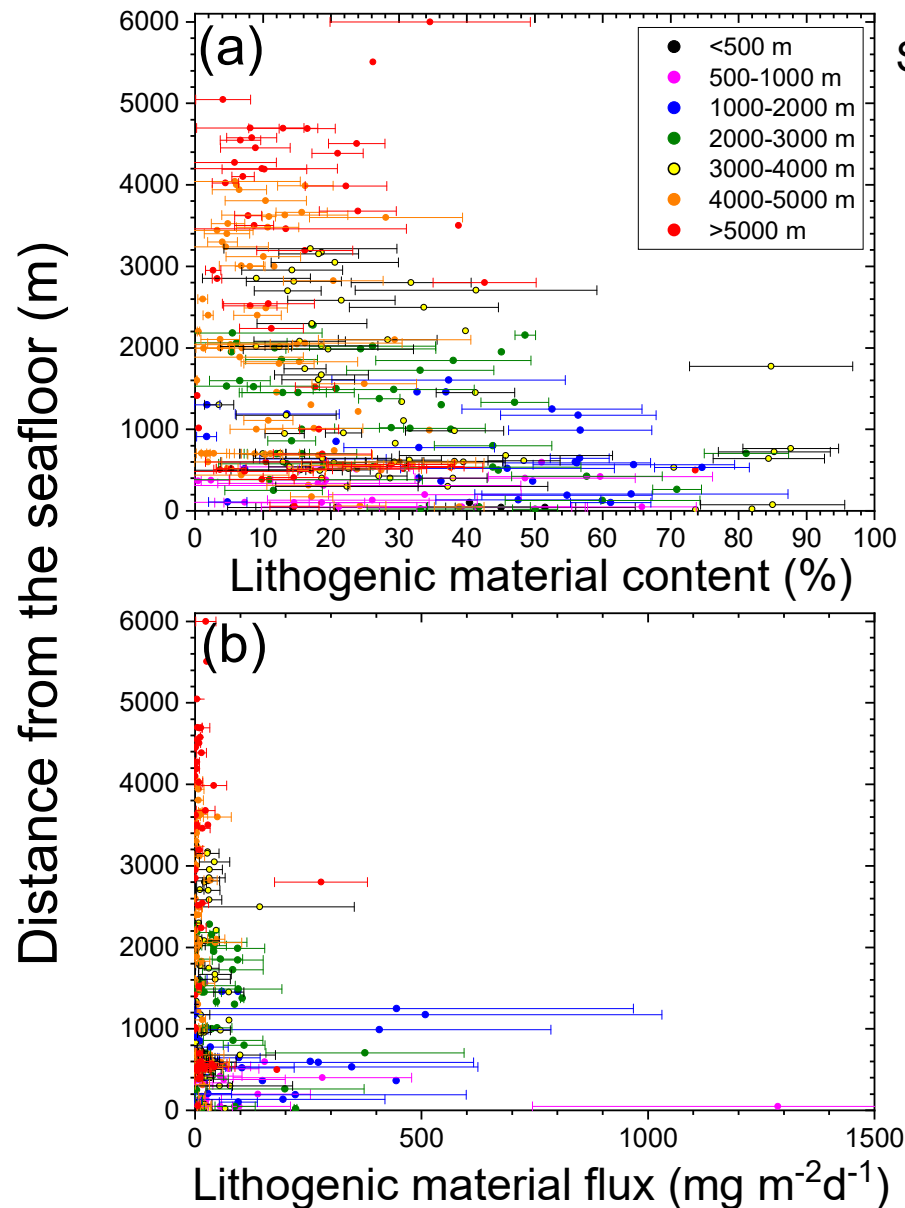 Distance from the seafloor (m)
(a)
6000
5000
4000
3000
2000
1000
0
<500 m
500-1000 m
1000-2000 m
2000-3000 m
3000-4000 m
4000-5000 m
>5000 m
0 10 20 30 40 50 60 70 80 90 100
Lithogenic material content (%)
(b)
6000
5000
4000
3000
2000
1000
0
0 500 1000 1500
Lithogenic material flux (mg m⁻²d⁻¹)